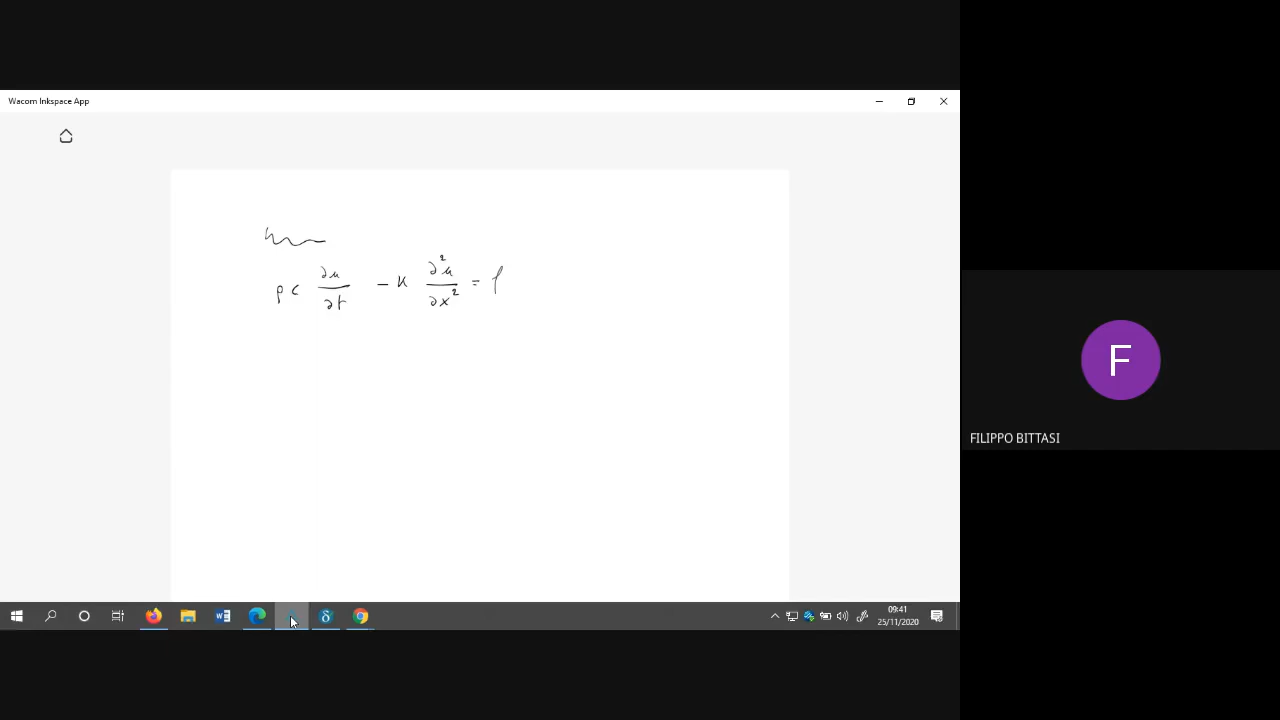 Wacom Inkspace App
ρc ∂u/∂t − K ∂²u/∂x² = f
F
FILIPPO BITTASI
09:41
25/11/2020